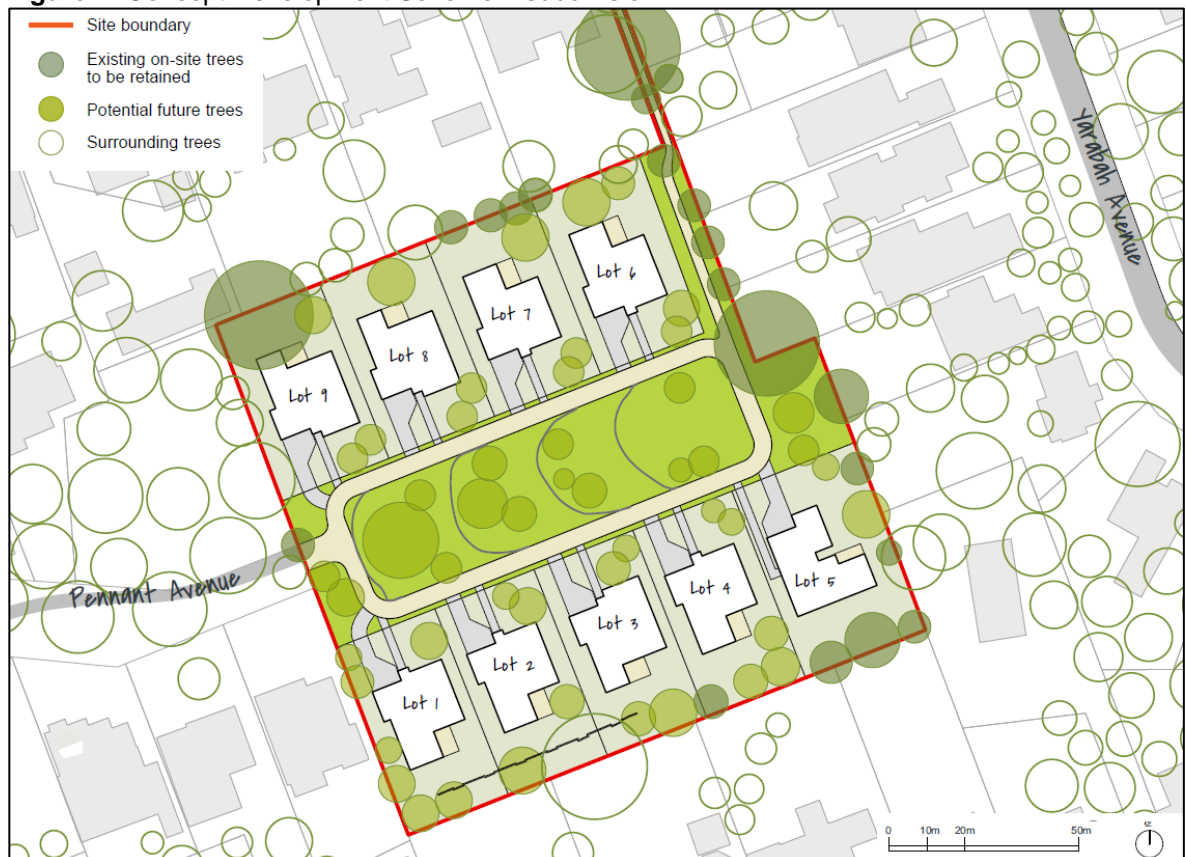 Site boundary
Existing on-site trees
to be retained
Potential future trees
Surrounding trees
Yarabah Avenue
Lot 6
Lot 7
Lot 8
Lot 9
Pennant Avenue
Lot 5
Lot 4
Lot 3
Lot 2
Lot 1
0 10m 20m 50m